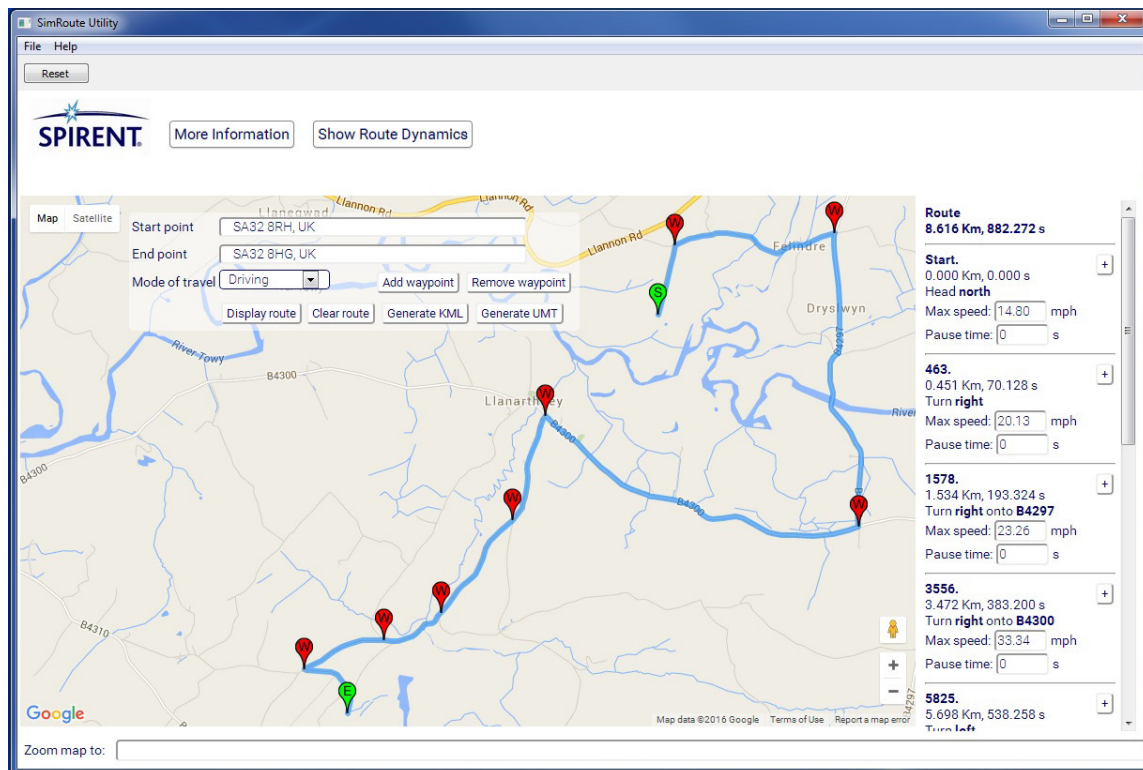 SimRoute Utility
File Help
Reset
SPIRENT.
More Information
Show Route Dynamics
Map Satellite
Start point SA32 8RH, UK
End point SA32 8HG, UK
Mode of travel Driving
Add waypoint Remove waypoint
Display route Clear route Generate KML Generate UMT
Llanegwad
Llannon Rd
Llannon Rd
Llannon Rd
W
W
Felindre
S
Dryslwyn
B4297
River Towy
B4300
W
Llanarthney
B4300
River
B4300
W
B4300
W
W
W
B4310
W
E
B4297
+
−
Google
Map data ©2016 Google Terms of Use Report a map error
Route
8.616 Km, 882.272 s
Start.
+
0.000 Km, 0.000 s
Head north
Max speed: 14.80 mph
Pause time: 0 s
463.
+
0.451 Km, 70.128 s
Turn right
Max speed: 20.13 mph
Pause time: 0 s
1578.
+
1.534 Km, 193.324 s
Turn right onto B4297
Max speed: 23.26 mph
Pause time: 0 s
3556.
+
3.472 Km, 383.200 s
Turn right onto B4300
Max speed: 33.34 mph
Pause time: 0 s
5825.
+
5.698 Km, 538.258 s
Turn left
Zoom map to: